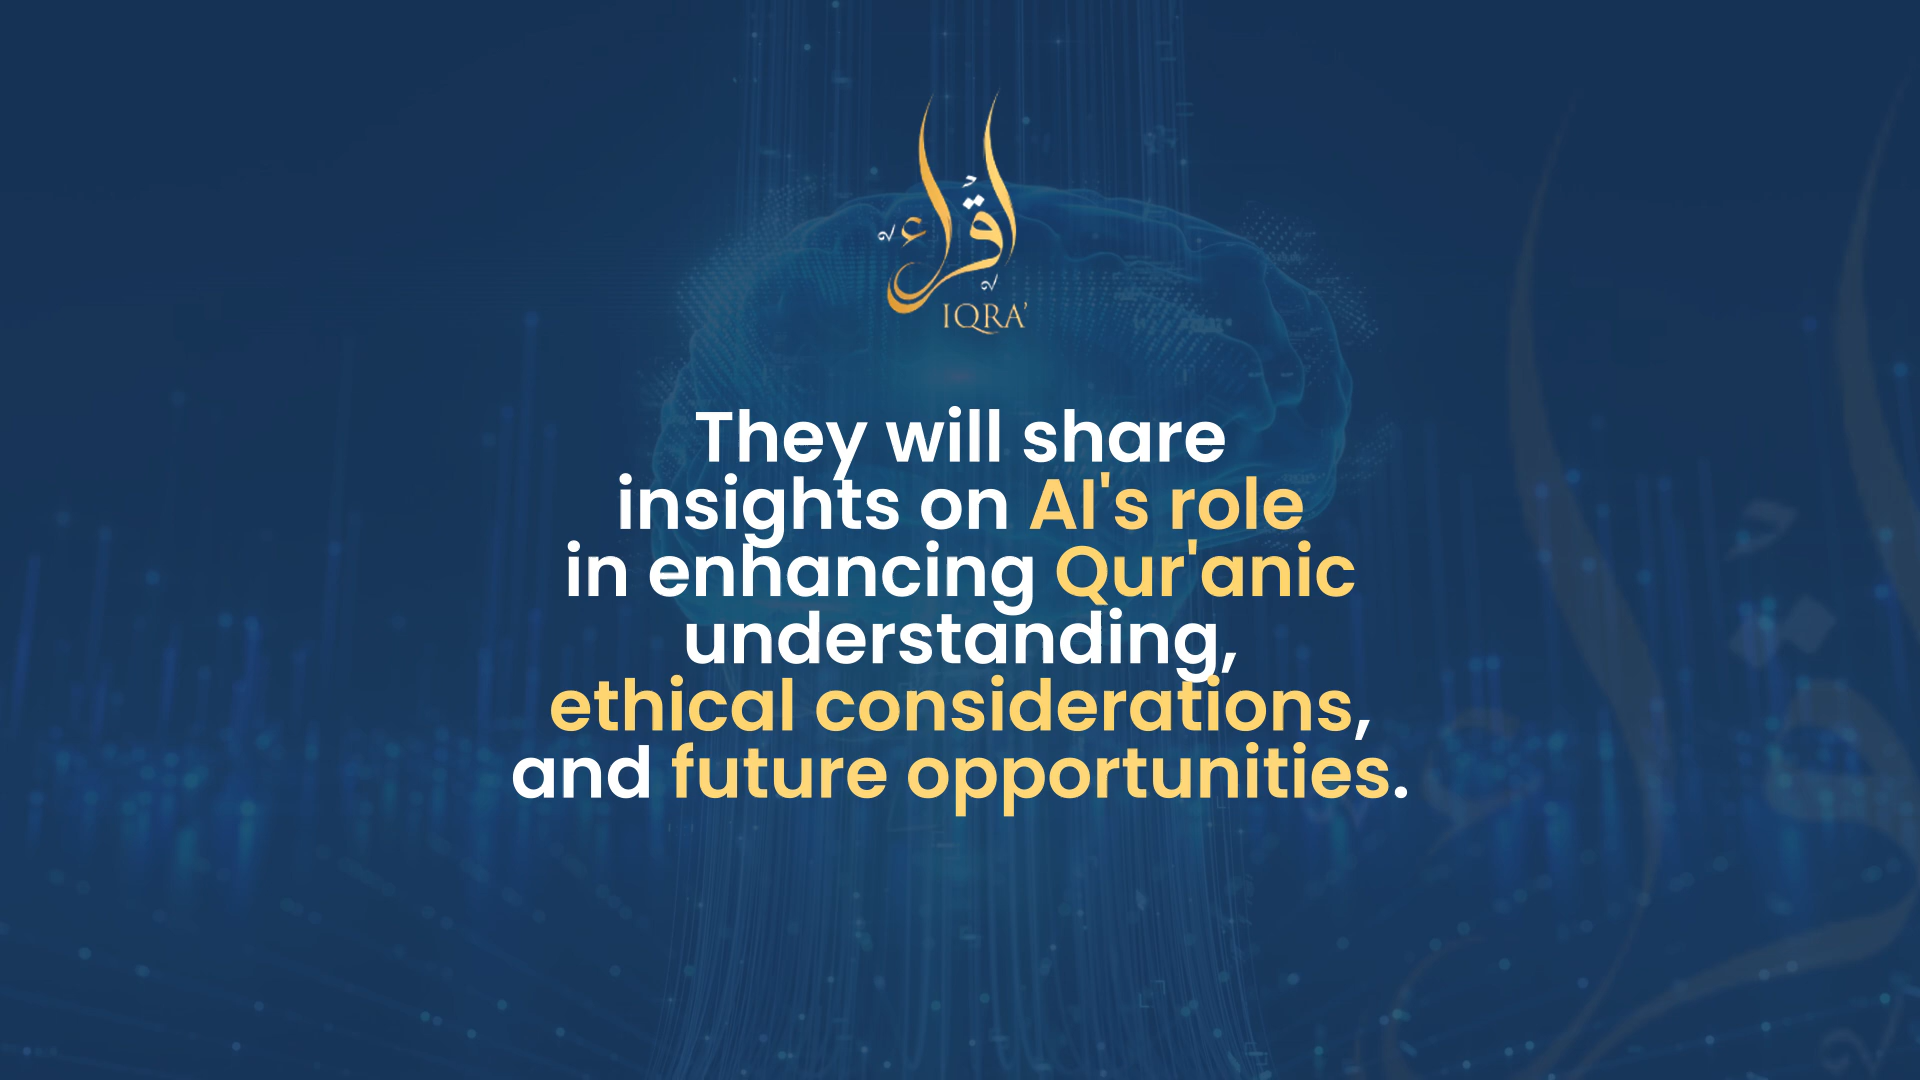 اقرأ
IQRA'
They will share
insights on AI's role
in enhancing Qur'anic
understanding,
ethical considerations,
and future opportunities.